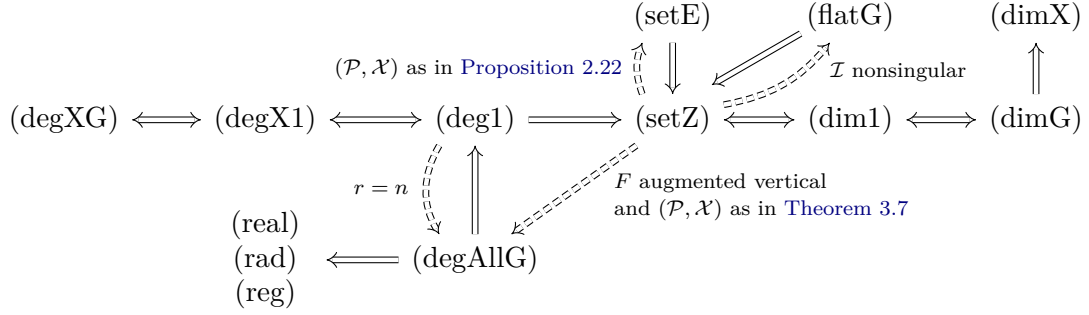 (setE) (flatG) (dimX)
(𝒫, 𝒳) as in Proposition 2.22
ℐ nonsingular
(degXG) (degX1) (deg1) (setZ) (dim1) (dimG)
r = n
F augmented vertical
and (𝒫, 𝒳) as in Theorem 3.7
(real)
(rad) (degAllG)
(reg)